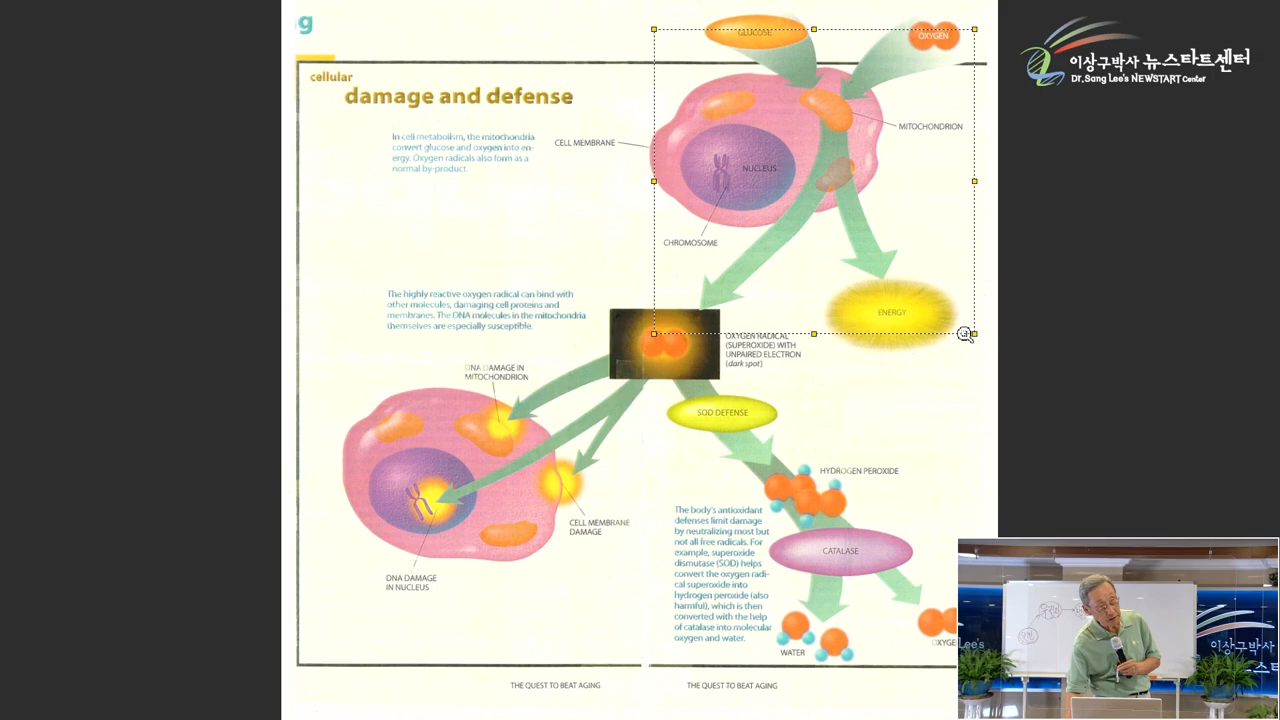 g
GLUCOSE
OXYGEN
이상구박사 뉴스타트센터
Dr. Sang Lee's NEWSTART Center
cellular
damage and defense
In cell metabolism, the mitochondria
convert glucose and oxygen into en-
ergy. Oxygen radicals also form as a
normal by-product.
CELL MEMBRANE
MITOCHONDRION
NUCLEUS
CHROMOSOME
The highly reactive oxygen radical can bind with
other molecules, damaging cell proteins and
membranes. The DNA molecules in the mitochondria
themselves are especially susceptible.
ENERGY
OXYGEN RADICAL
(SUPEROXIDE) WITH
UNPAIRED ELECTRON
(dark spot)
DNA DAMAGE IN
MITOCHONDRION
SOD DEFENSE
HYDROGEN PEROXIDE
CELL MEMBRANE
DAMAGE
The body's antioxidant
defenses limit damage
by neutralizing most but
not all free radicals. For
example, superoxide
dismutase (SOD) helps
convert the oxygen radi-
cal superoxide into
hydrogen peroxide (also
harmful), which is then
converted with the help
of catalase into molecular
oxygen and water.
CATALASE
DNA DAMAGE
IN NUCLEUS
WATER
OXYGE
Lee's
이상구박사
THE QUEST TO BEAT AGING
THE QUEST TO BEAT AGING